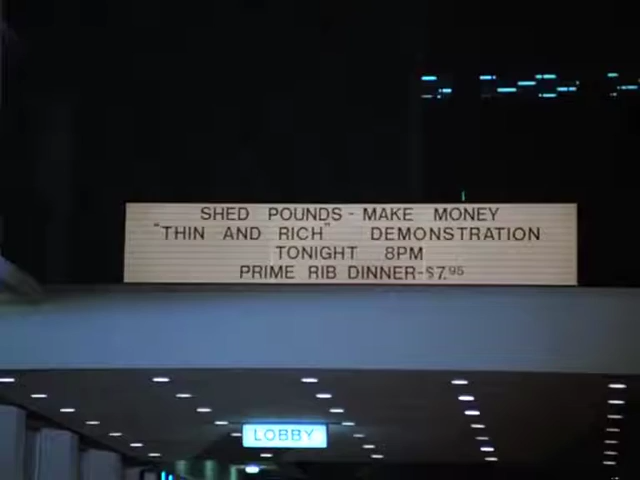 SHED POUNDS - MAKE MONEY
"THIN AND RICH" DEMONSTRATION
TONIGHT 8PM
PRIME RIB DINNER-$7.95
LOBBY